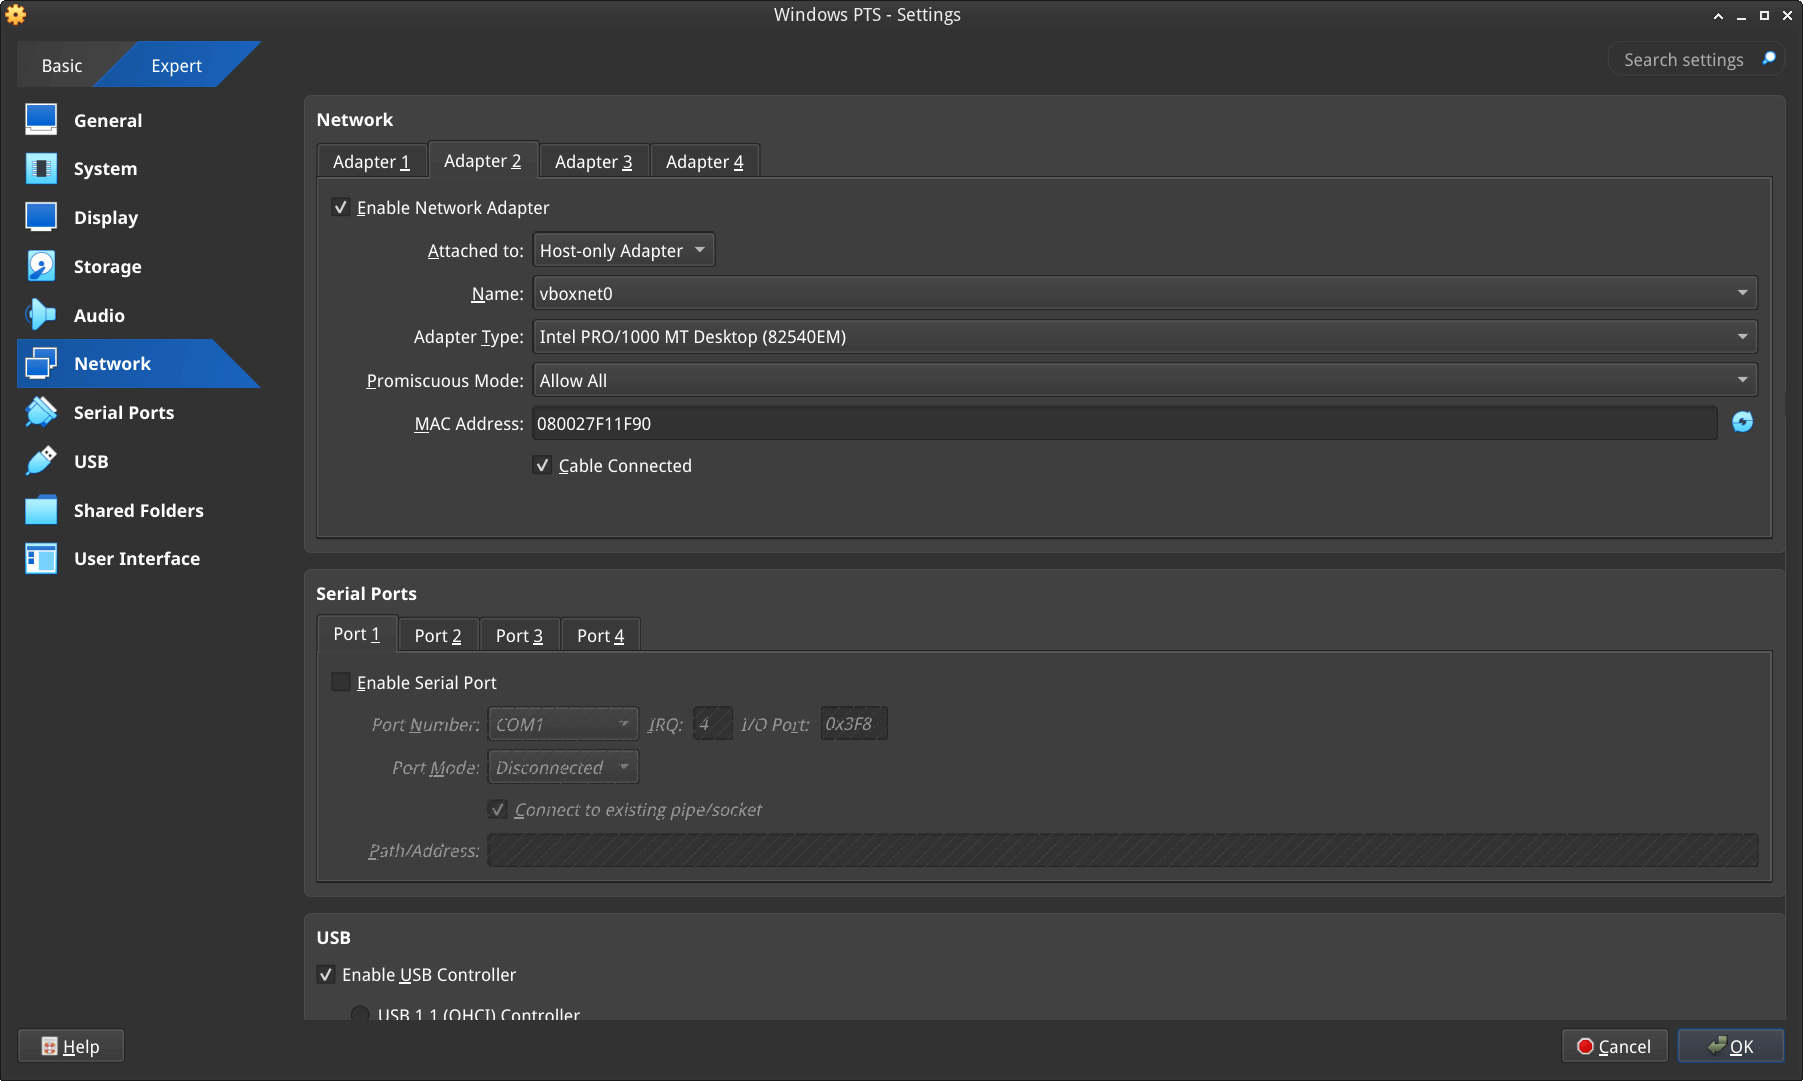 Windows PTS - Settings
Basic
Expert
Search settings
General
System
Display
Storage
Audio
Network
Serial Ports
USB
Shared Folders
User Interface
Network
Adapter 1
Adapter 2
Adapter 3
Adapter 4
Enable Network Adapter
Attached to: Host-only Adapter
Name: vboxnet0
Adapter Type: Intel PRO/1000 MT Desktop (82540EM)
Promiscuous Mode: Allow All
MAC Address: 080027F11F90
Cable Connected
Serial Ports
Port 1
Port 2
Port 3
Port 4
Enable Serial Port
Port Number: COM1 IRQ: 4 I/O Port: 0x3F8
Port Mode: Disconnected
Connect to existing pipe/socket
Path/Address:
USB
Enable USB Controller
USB 1.1 (OHCI) Controller
Help
Cancel
OK